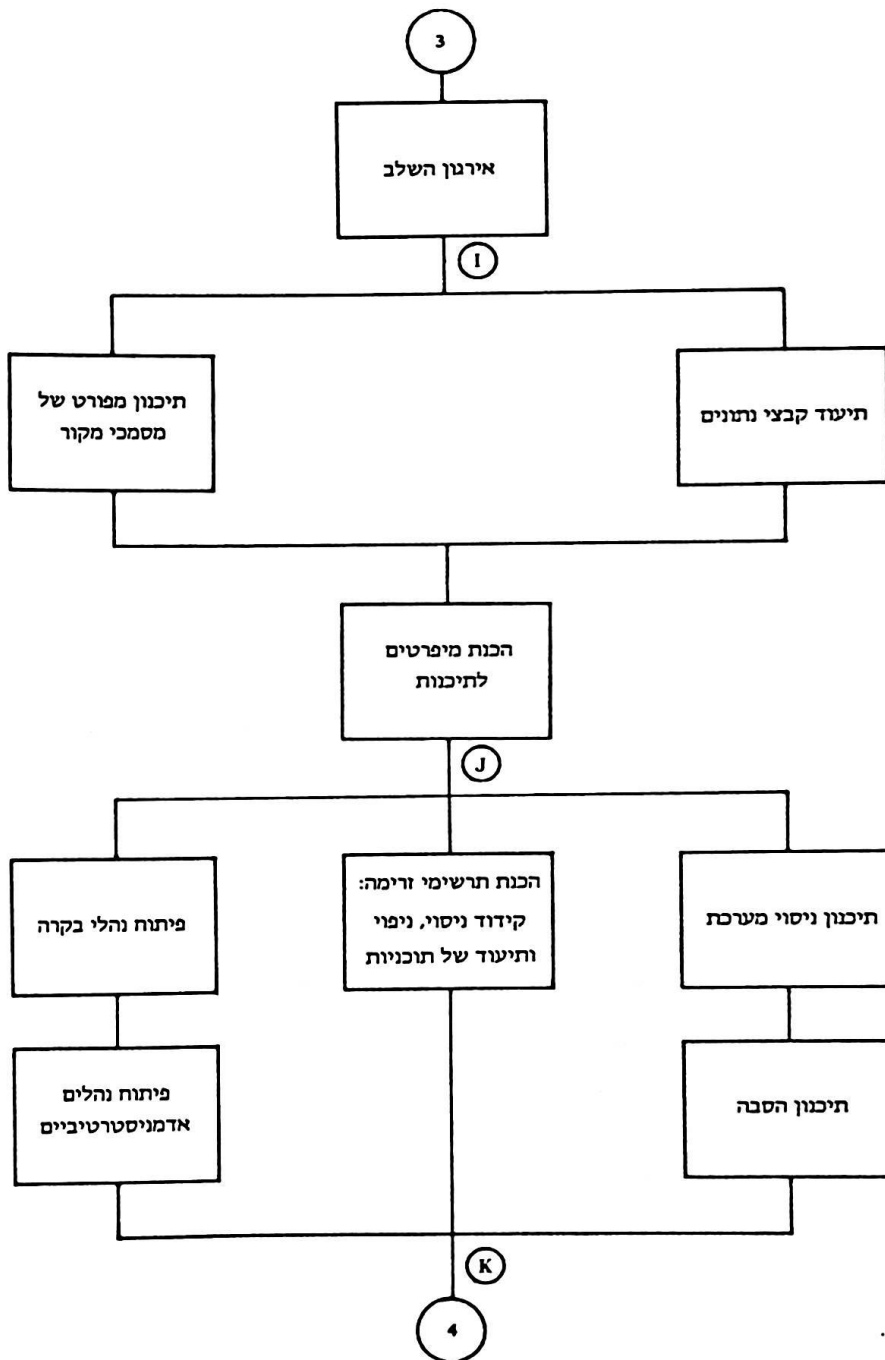 3
אירגון השלב
I
תיעוד קבצי נתונים
תיכנון מפורט של
מסמכי מקור
הכנת מיפרטים
לתיכנות
J
תיכנון ניסוי מערכת
הכנת תרשימי זרימה:
קידוד ניסוי, ניפוי
ותיעוד של תוכניות
פיתוח נהלי בקרה
תיכנון הסבה
פיתוח נהלים
אדמניסטרטיביים
K
4